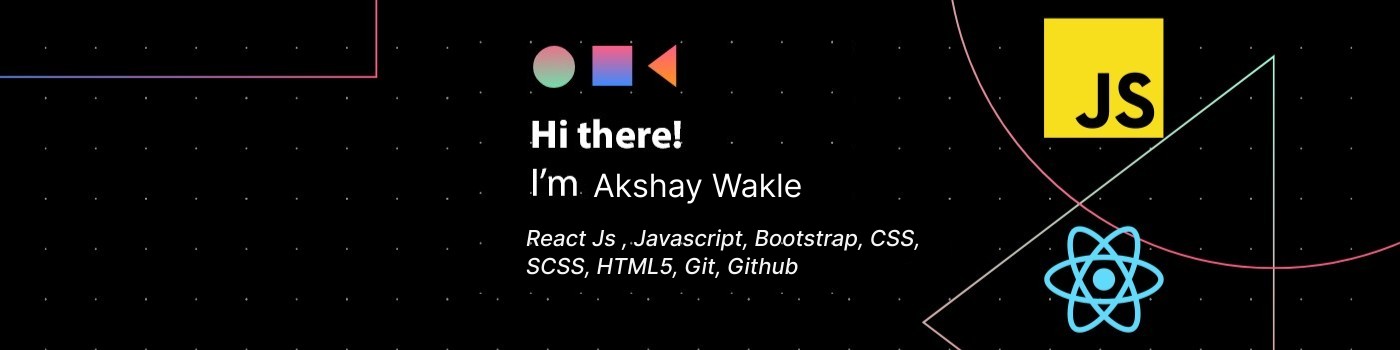 Hi there!
I’m Akshay Wakle
React Js , Javascript, Bootstrap, CSS,
SCSS, HTML5, Git, Github
JS